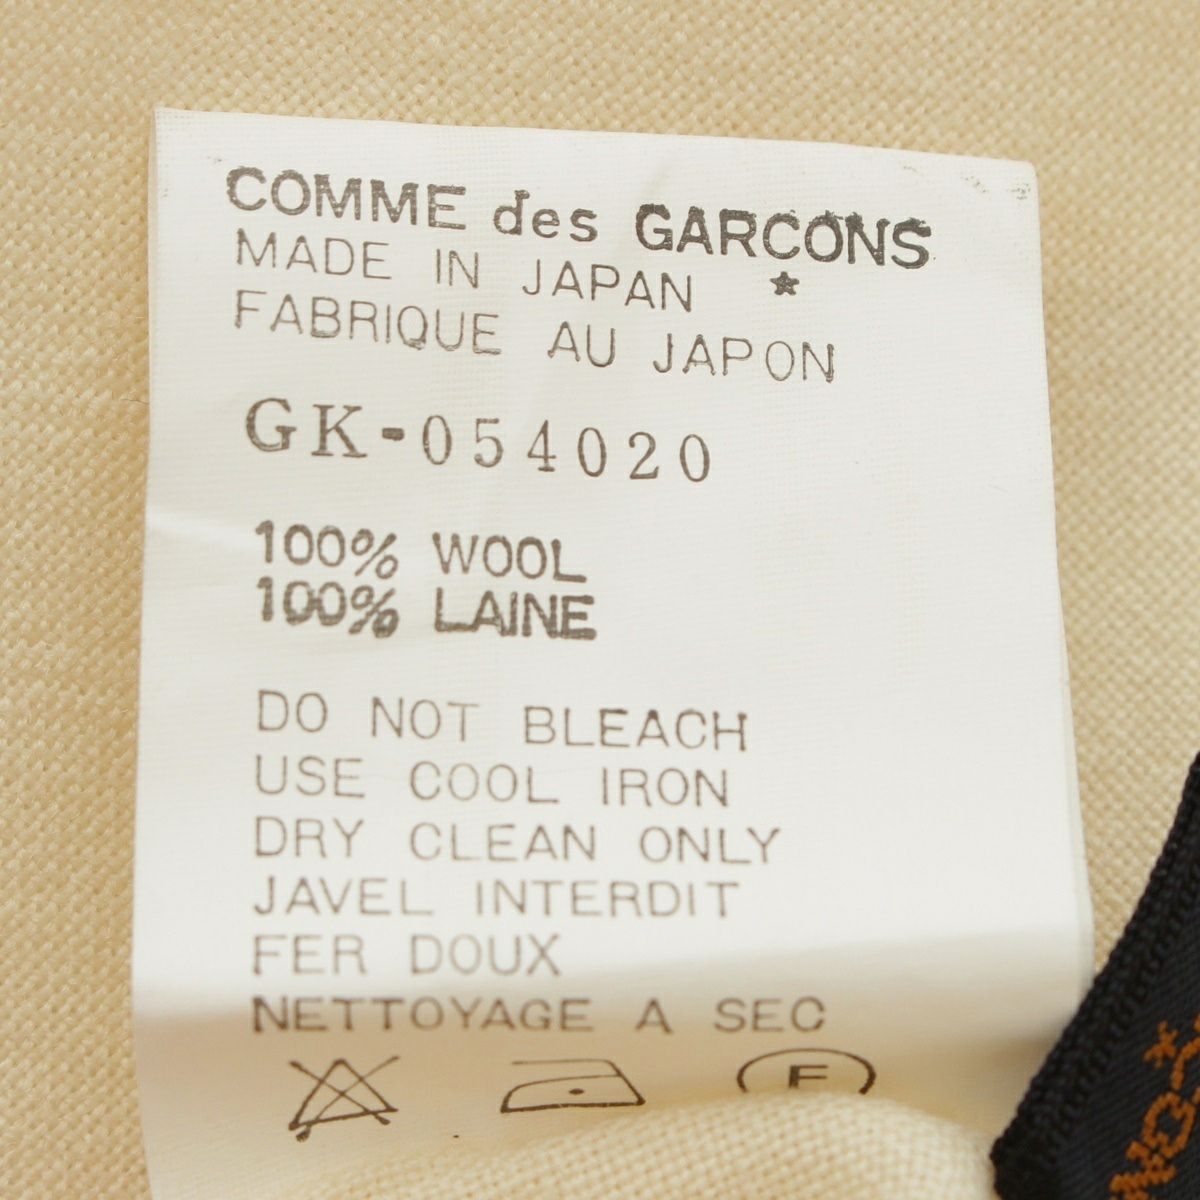 COMME des GARCONS
MADE IN JAPAN ★
FABRIQUE AU JAPON
GK-054020
100% WOOL
100% LAINE
DO NOT BLEACH
USE COOL IRON
DRY CLEAN ONLY
JAVEL INTERDIT
FER DOUX
NETTOYAGE A SEC
F